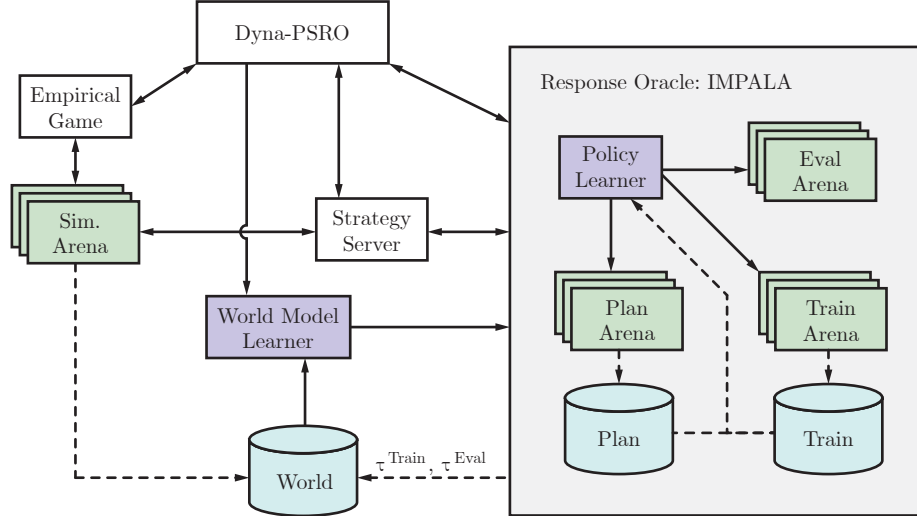 Dyna-PSRO
Empirical
Game
Sim.
Arena
Strategy
Server
World Model
Learner
World
τ^Train, τ^Eval
Response Oracle: IMPALA
Policy
Learner
Eval
Arena
Plan
Arena
Train
Arena
Plan
Train